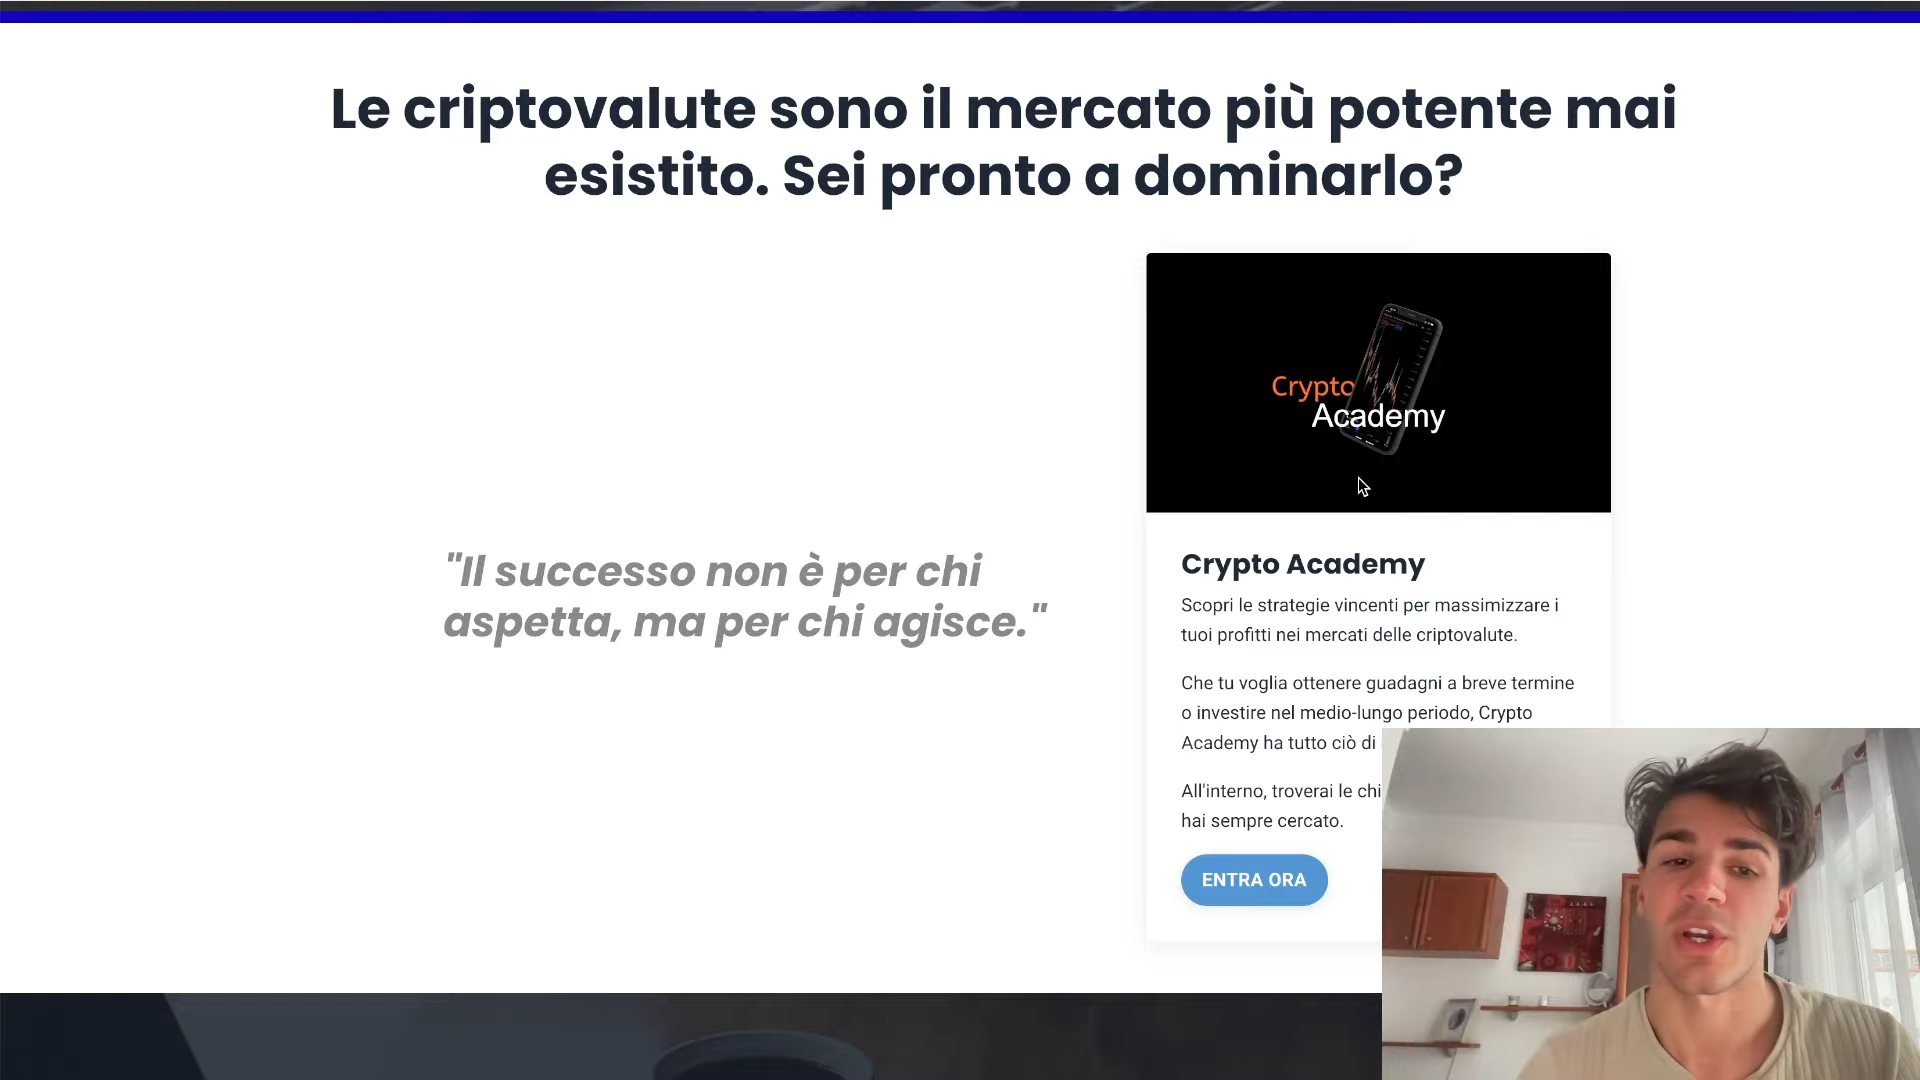 Le criptovalute sono il mercato più potente mai
esistito. Sei pronto a dominarlo?
Crypto
Academy
"Il successo non è per chi
aspetta, ma per chi agisce."
Crypto Academy
Scopri le strategie vincenti per massimizzare i
tuoi profitti nei mercati delle criptovalute.
Che tu voglia ottenere guadagni a breve termine
o investire nel medio-lungo periodo, Crypto
Academy ha tutto ciò di
All'interno, troverai le chi
hai sempre cercato.
ENTRA ORA